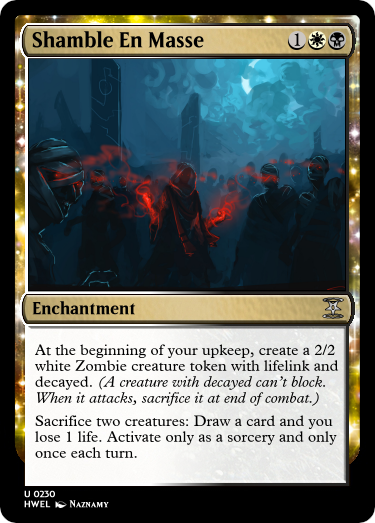 Shamble En Masse 1
Enchantment
At the beginning of your upkeep, create a 2/2
white Zombie creature token with lifelink and
decayed. (A creature with decayed can't block.
When it attacks, sacrifice it at end of combat.)
Sacrifice two creatures: Draw a card and you
lose 1 life. Activate only as a sorcery and only
once each turn.
U 0230
HWEL Naznamy